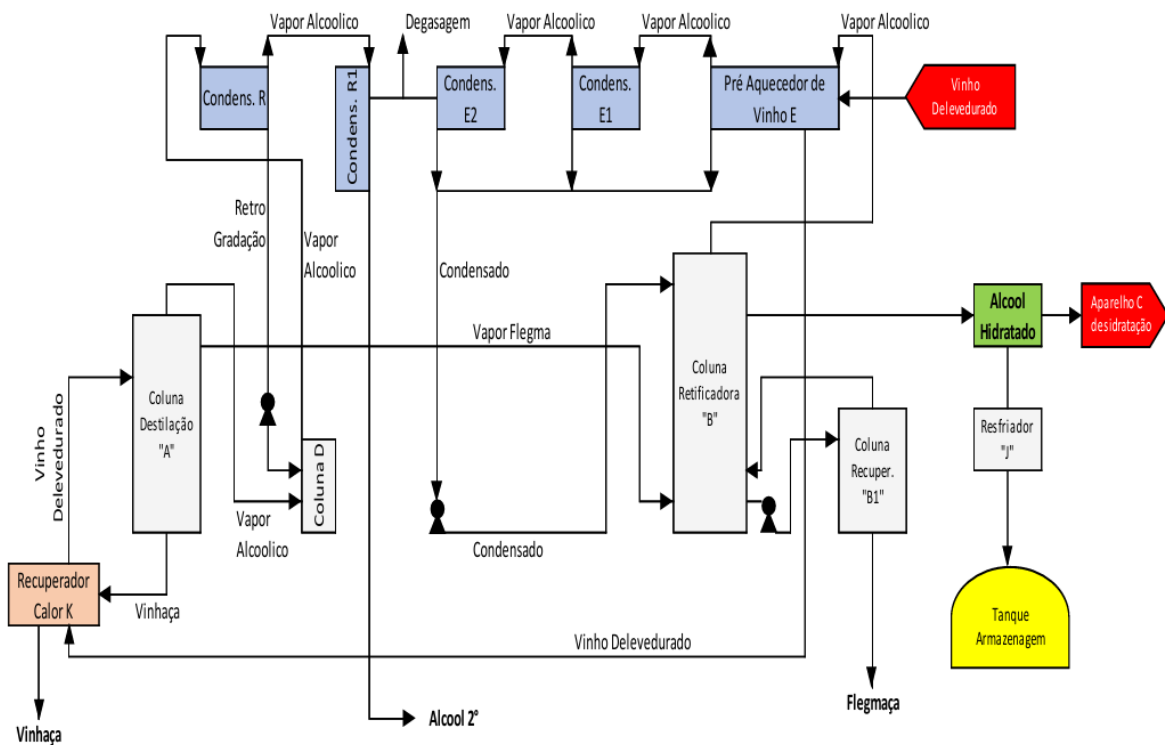 Vapor Alcoolico
Degasagem
Vapor Alcoolico
Vapor Alcoolico
Vapor Alcoolico
Condens. R
Condens. R1
Condens.
E2
Condens.
E1
Pré Aquecedor de
Vinho E
Vinho
Delevedurado
Retro
Gradação
Vapor
Alcoolico
Condensado
Vapor Flegma
Coluna
Destilação
"A"
Vinho
Delevedurado
Coluna D
Vapor
Alcoolico
Condensado
Coluna
Retificadora
"B"
Coluna
Recuper.
"B1"
Alcool
Hidratado
Aparelho C
desidratação
Resfriador
"J"
Tanque
Armazenagem
Recuperador
Calor K
Vinhaça
Vinho Delevedurado
Vinhaça
Alcool 2°
Flegmaça